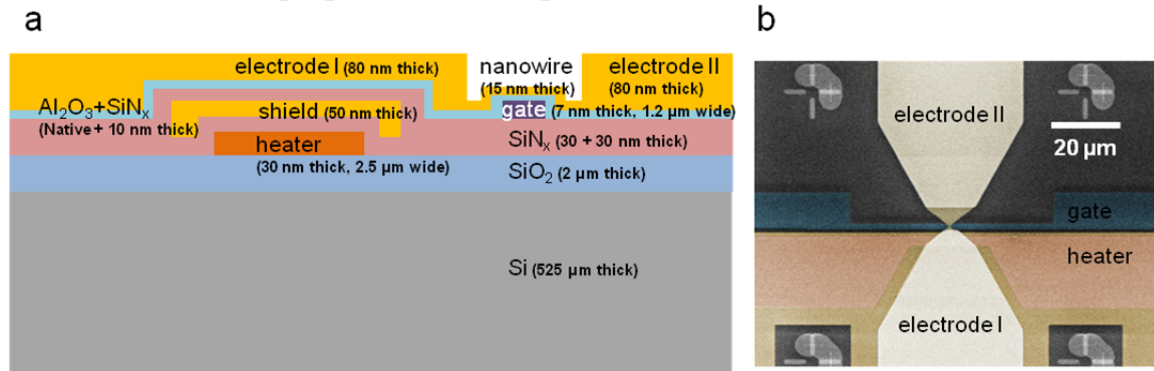 a
b
electrode I (80 nm thick)
nanowire
(15 nm thick)
electrode II
(80 nm thick)
Al₂O₃+SiNₓ
(Native + 10 nm thick)
shield (50 nm thick)
gate (7 nm thick, 1.2 µm wide)
heater
(30 nm thick, 2.5 µm wide)
SiNₓ (30 + 30 nm thick)
SiO₂ (2 µm thick)
Si (525 µm thick)
electrode II
20 µm
gate
heater
electrode I